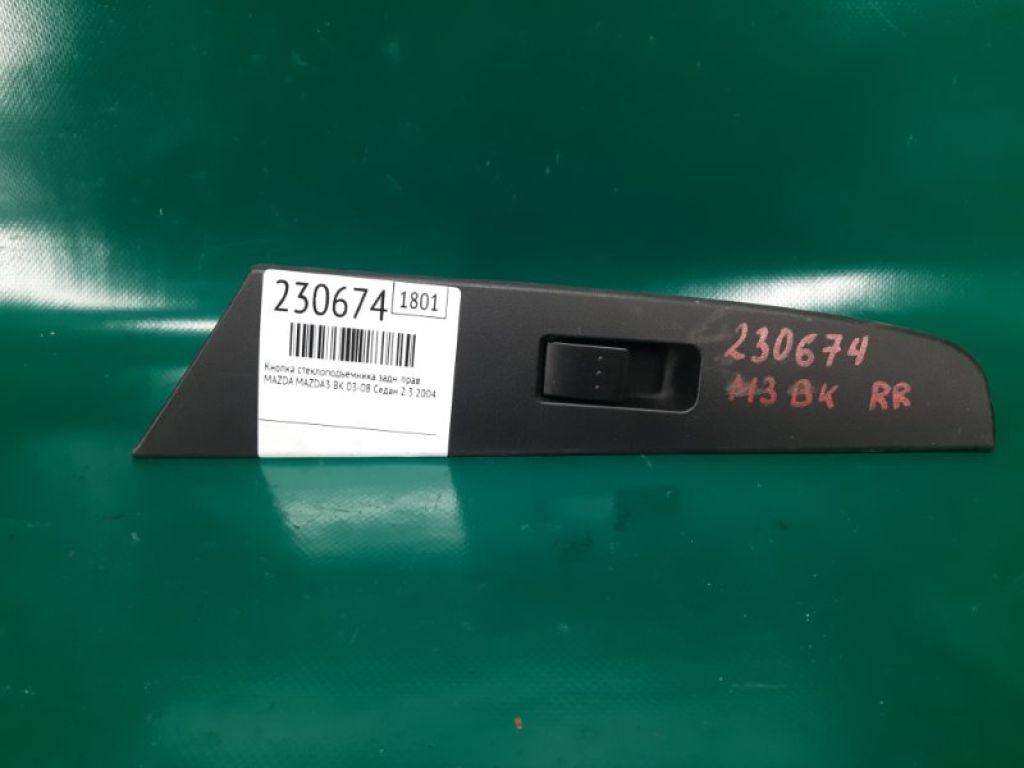 230674 1801
Кнопка стеклоподъемника задн. прав.
MAZDA MAZDA3 BK 03-08 Седан 2.3 2004
230674
M3 BK RR